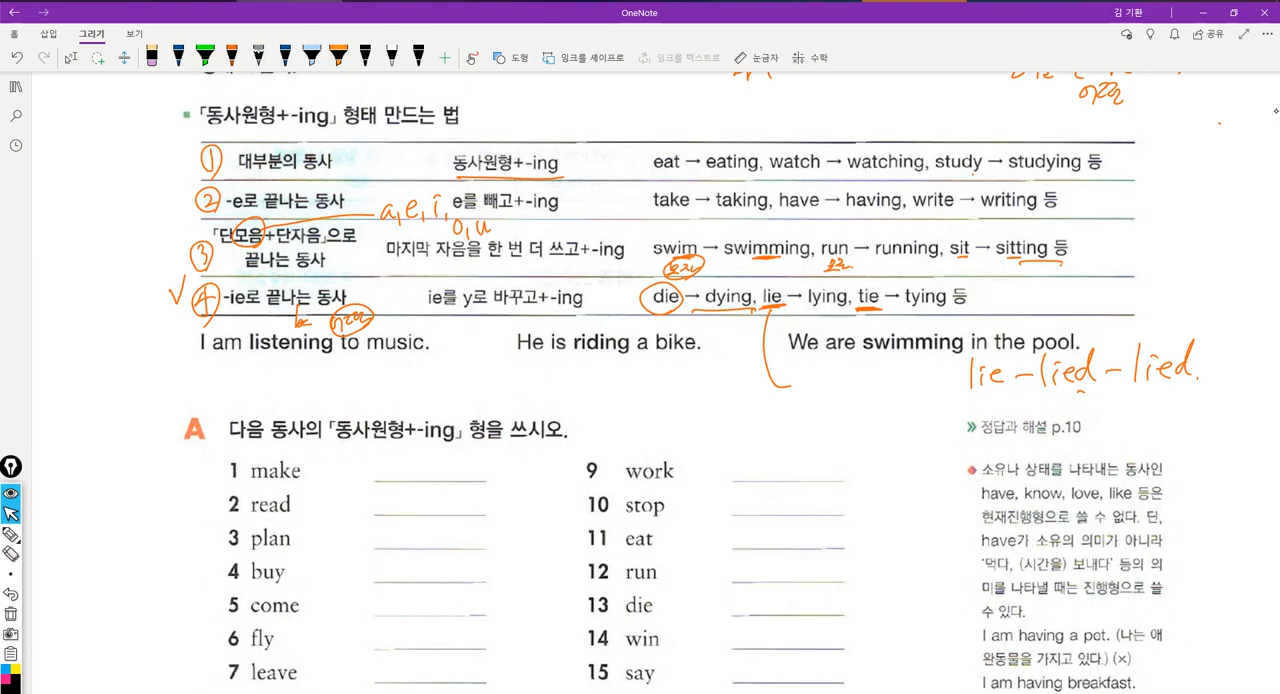 OneNote
김 기환
홈 삽입 그리기 보기
공유
도형 잉크를 셰이프로 잉크를 텍스트로 눈금자 수학
「동사원형+-ing」 형태 만드는 법
① 대부분의 동사 동사원형+-ing eat → eating, watch → watching, study → studying 등
② -e로 끝나는 동사 e를 빼고+-ing take → taking, have → having, write → writing 등
a, e, i,
o, u
③ 「단모음+단자음」으로 끝나는 동사 마지막 자음을 한 번 더 쓰고+-ing swim → swimming, run → running, sit → sitting 등
모자
모자
④ -ie로 끝나는 동사 ie를 y로 바꾸고+-ing die → dying, lie → lying, tie → tying 등
I am listening to music. He is riding a bike. We are swimming in the pool.
lie - lied - lied.
A 다음 동사의 「동사원형+-ing」 형을 쓰시오.
1 make
2 read
3 plan
4 buy
5 come
6 fly
7 leave
9 work
10 stop
11 eat
12 run
13 die
14 win
15 say
정답과 해설 p.10
소유나 상태를 나타내는 동사인
have, know, love, like 등은
현재진행형으로 쓸 수 없다. 단,
have가 소유의 의미가 아니라
'먹다, (시간을) 보내다' 등의 의
미를 나타낼 때는 진행형으로 쓸
수 있다.
I am having a pet. (나는 애
완동물을 가지고 있다.) (×)
I am having breakfast.